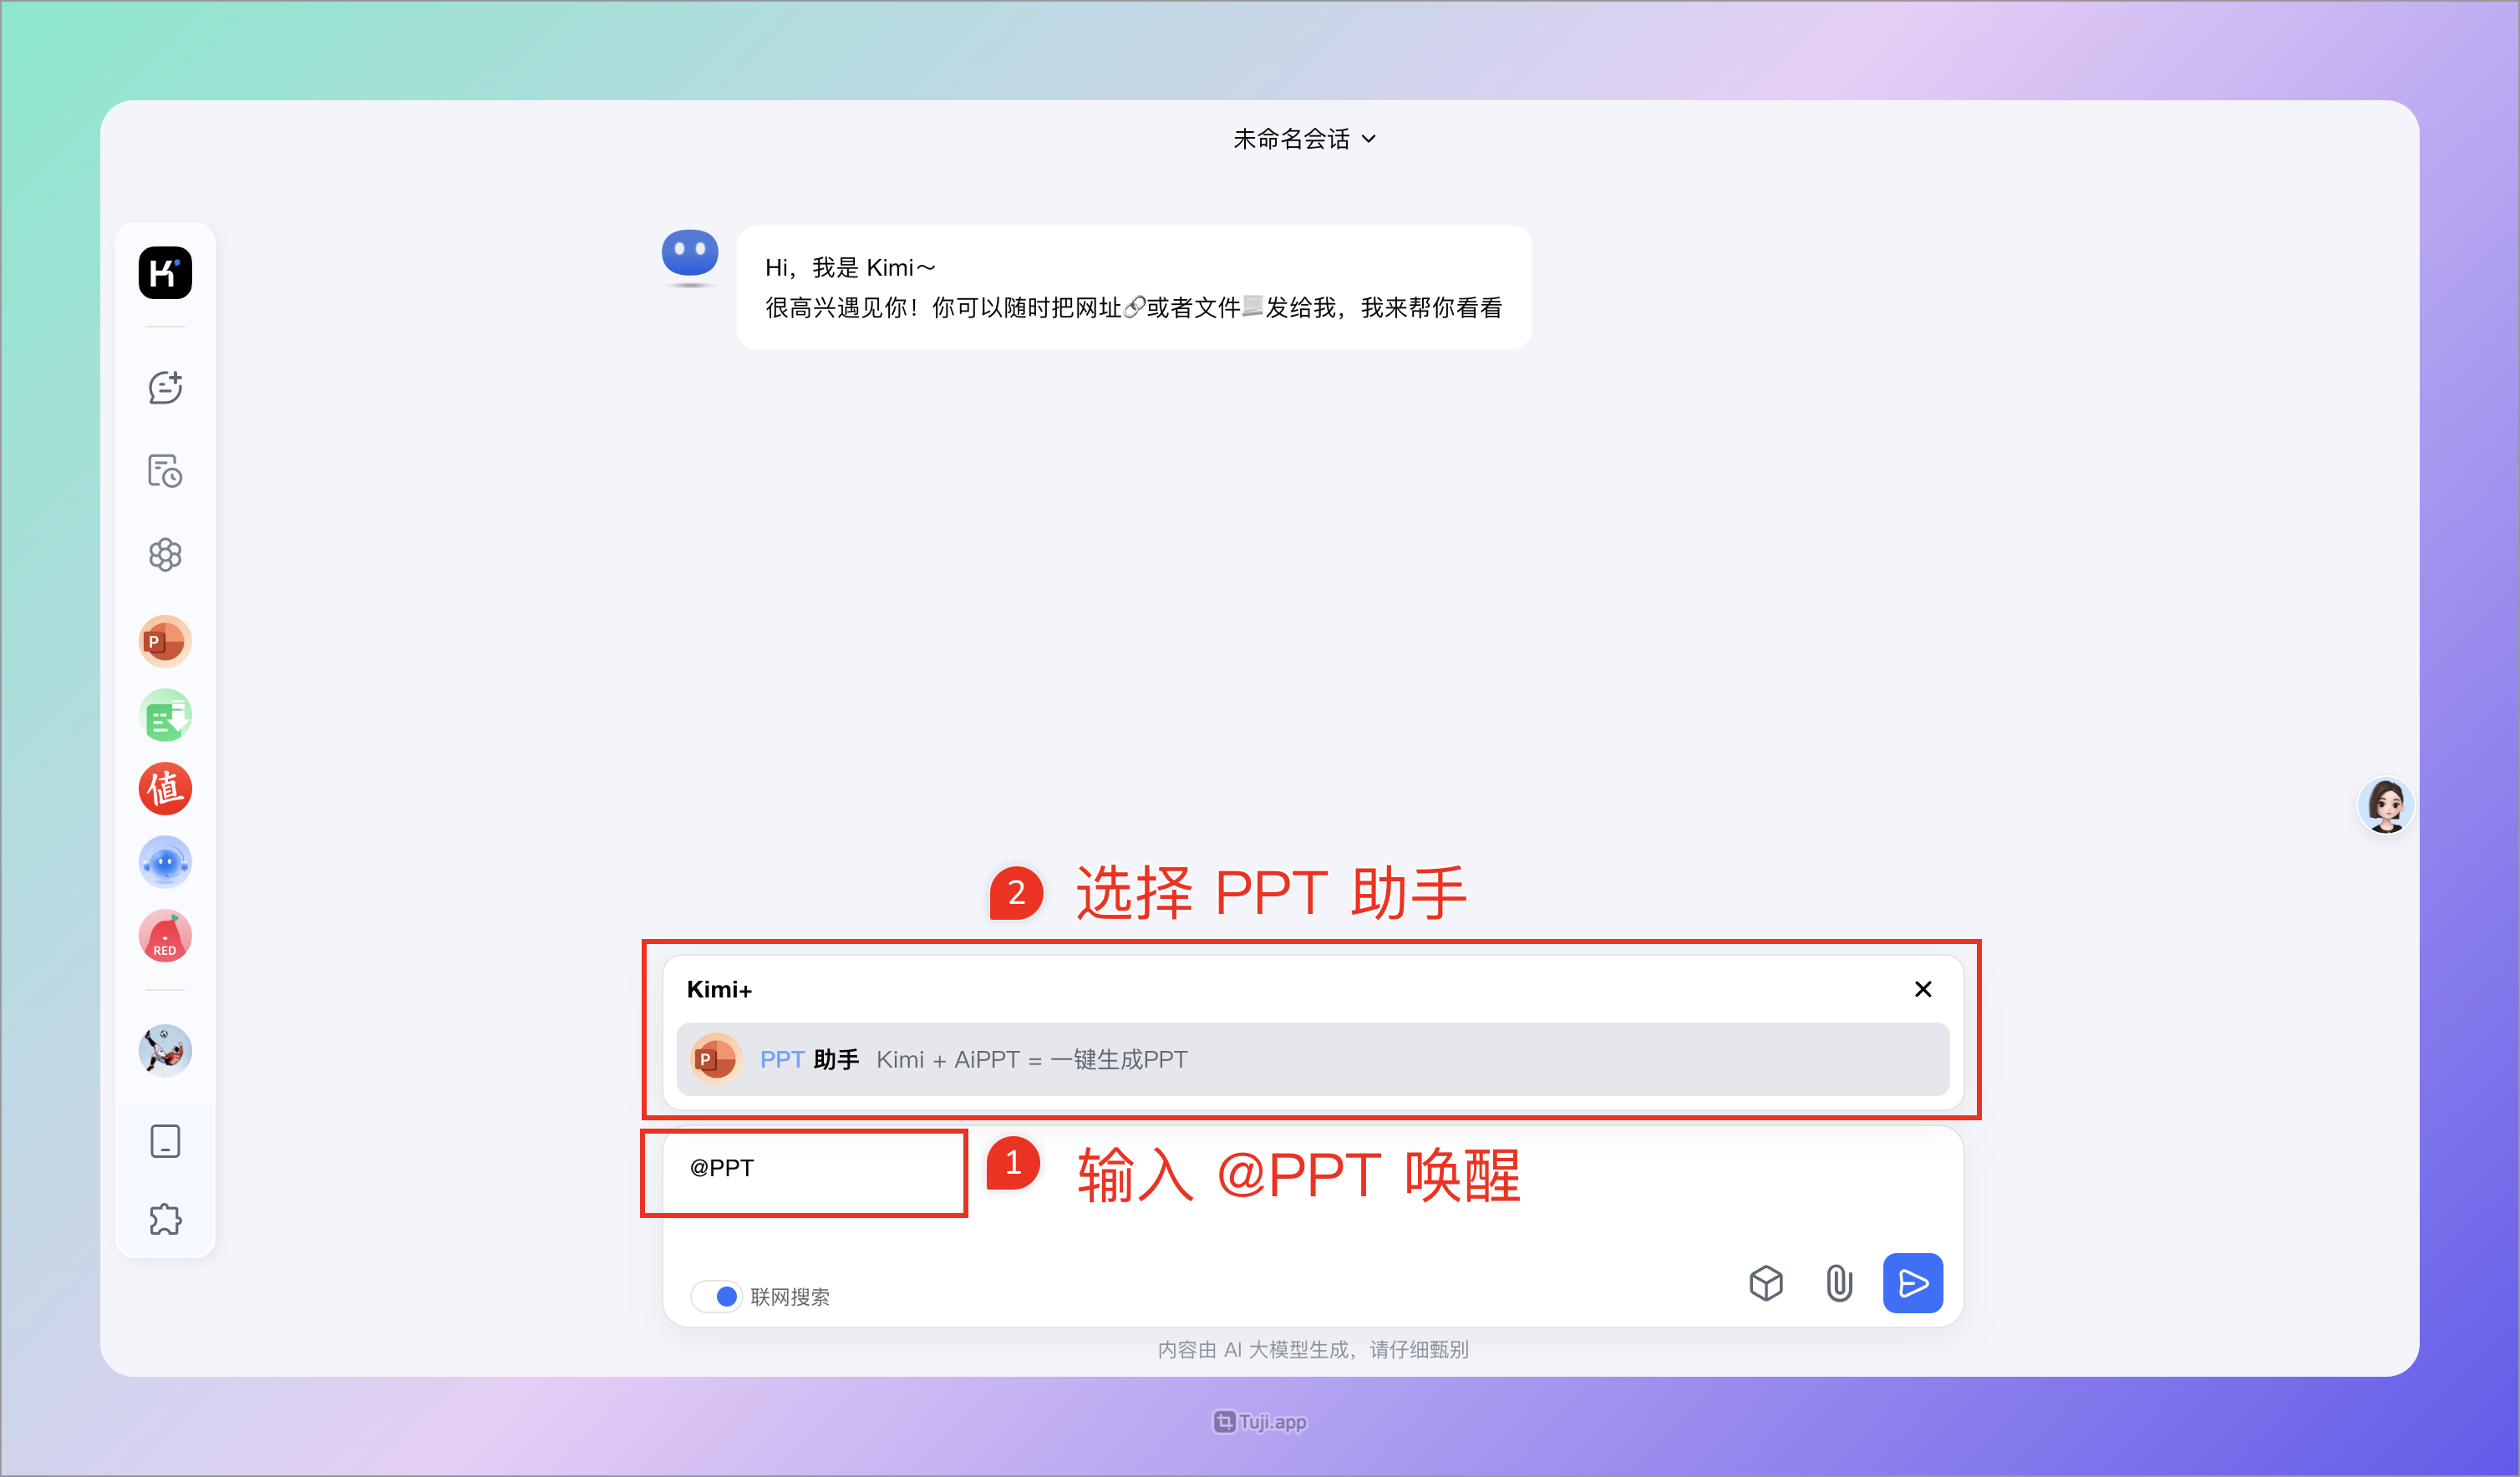 未命名会话
Hi，我是 Kimi～
很高兴遇见你！你可以随时把网址🔗或者文件📃发给我，我来帮你看看
P
值
RED
2 选择 PPT 助手
Kimi+
P PPT 助手 Kimi + AiPPT = 一键生成PPT
@PPT
1 输入 @PPT 唤醒
联网搜索
内容由 AI 大模型生成，请仔细甄别
Tuji.app